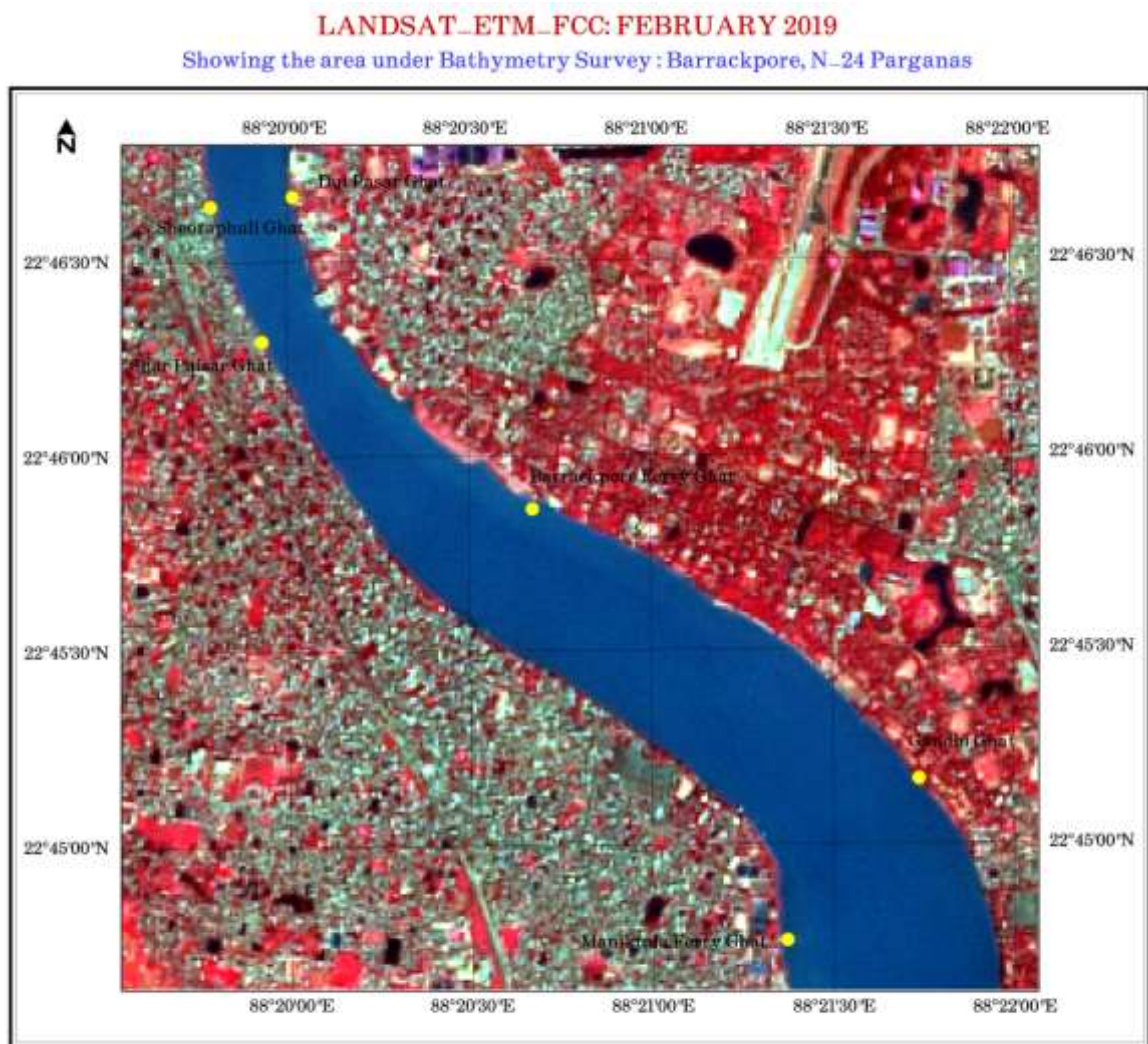 LANDSAT_ETM_FCC: FEBRUARY 2019
Showing the area under Bathymetry Survey : Barrackpore, N_24 Parganas
N
88°20'00"E 88°20'30"E 88°21'00"E 88°21'30"E 88°22'00"E
Dui Pasar Ghat
Sheoraphuli Ghat
22°46'30"N 22°46'30"N
Ghat
22°46'00"N 22°46'00"N
Barrackpore Ferry Ghat
22°45'30"N 22°45'30"N
Gandhi Ghat
22°45'00"N 22°45'00"N
Ferry Ghat
88°20'00"E 88°20'30"E 88°21'00"E 88°21'30"E 88°22'00"E